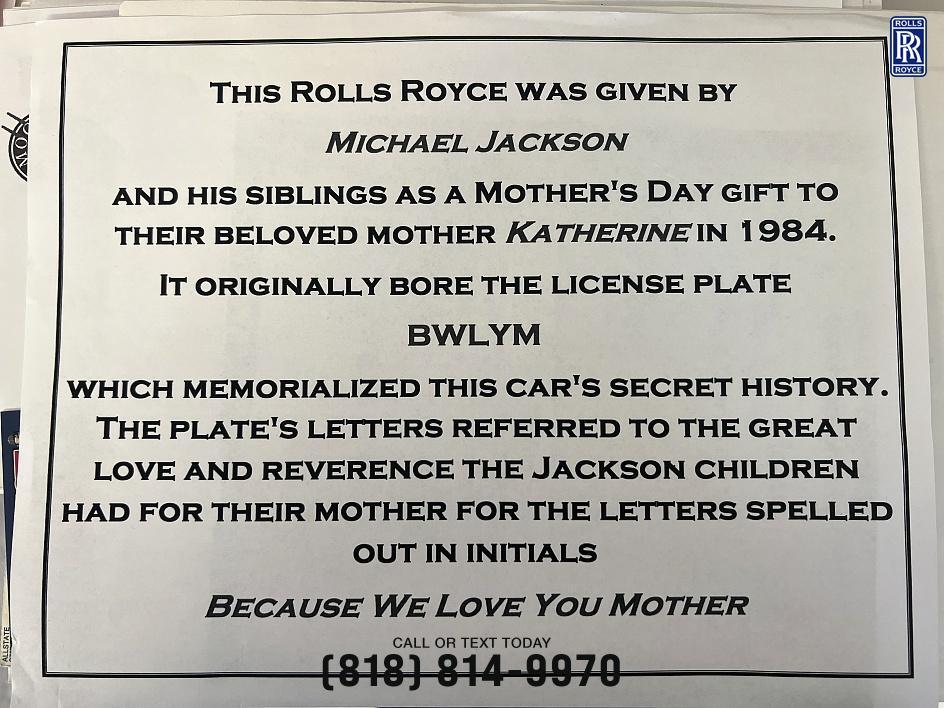 ROLLS
RR
ROYCE
THIS ROLLS ROYCE WAS GIVEN BY
MICHAEL JACKSON
AND HIS SIBLINGS AS A MOTHER'S DAY GIFT TO
THEIR BELOVED MOTHER KATHERINE IN 1984.
IT ORIGINALLY BORE THE LICENSE PLATE
BWLYM
WHICH MEMORIALIZED THIS CAR'S SECRET HISTORY.
THE PLATE'S LETTERS REFERRED TO THE GREAT
LOVE AND REVERENCE THE JACKSON CHILDREN
HAD FOR THEIR MOTHER FOR THE LETTERS SPELLED
OUT IN INITIALS
BECAUSE WE LOVE YOU MOTHER
ALLSTATE
CALL OR TEXT TODAY
(818) 814-9970